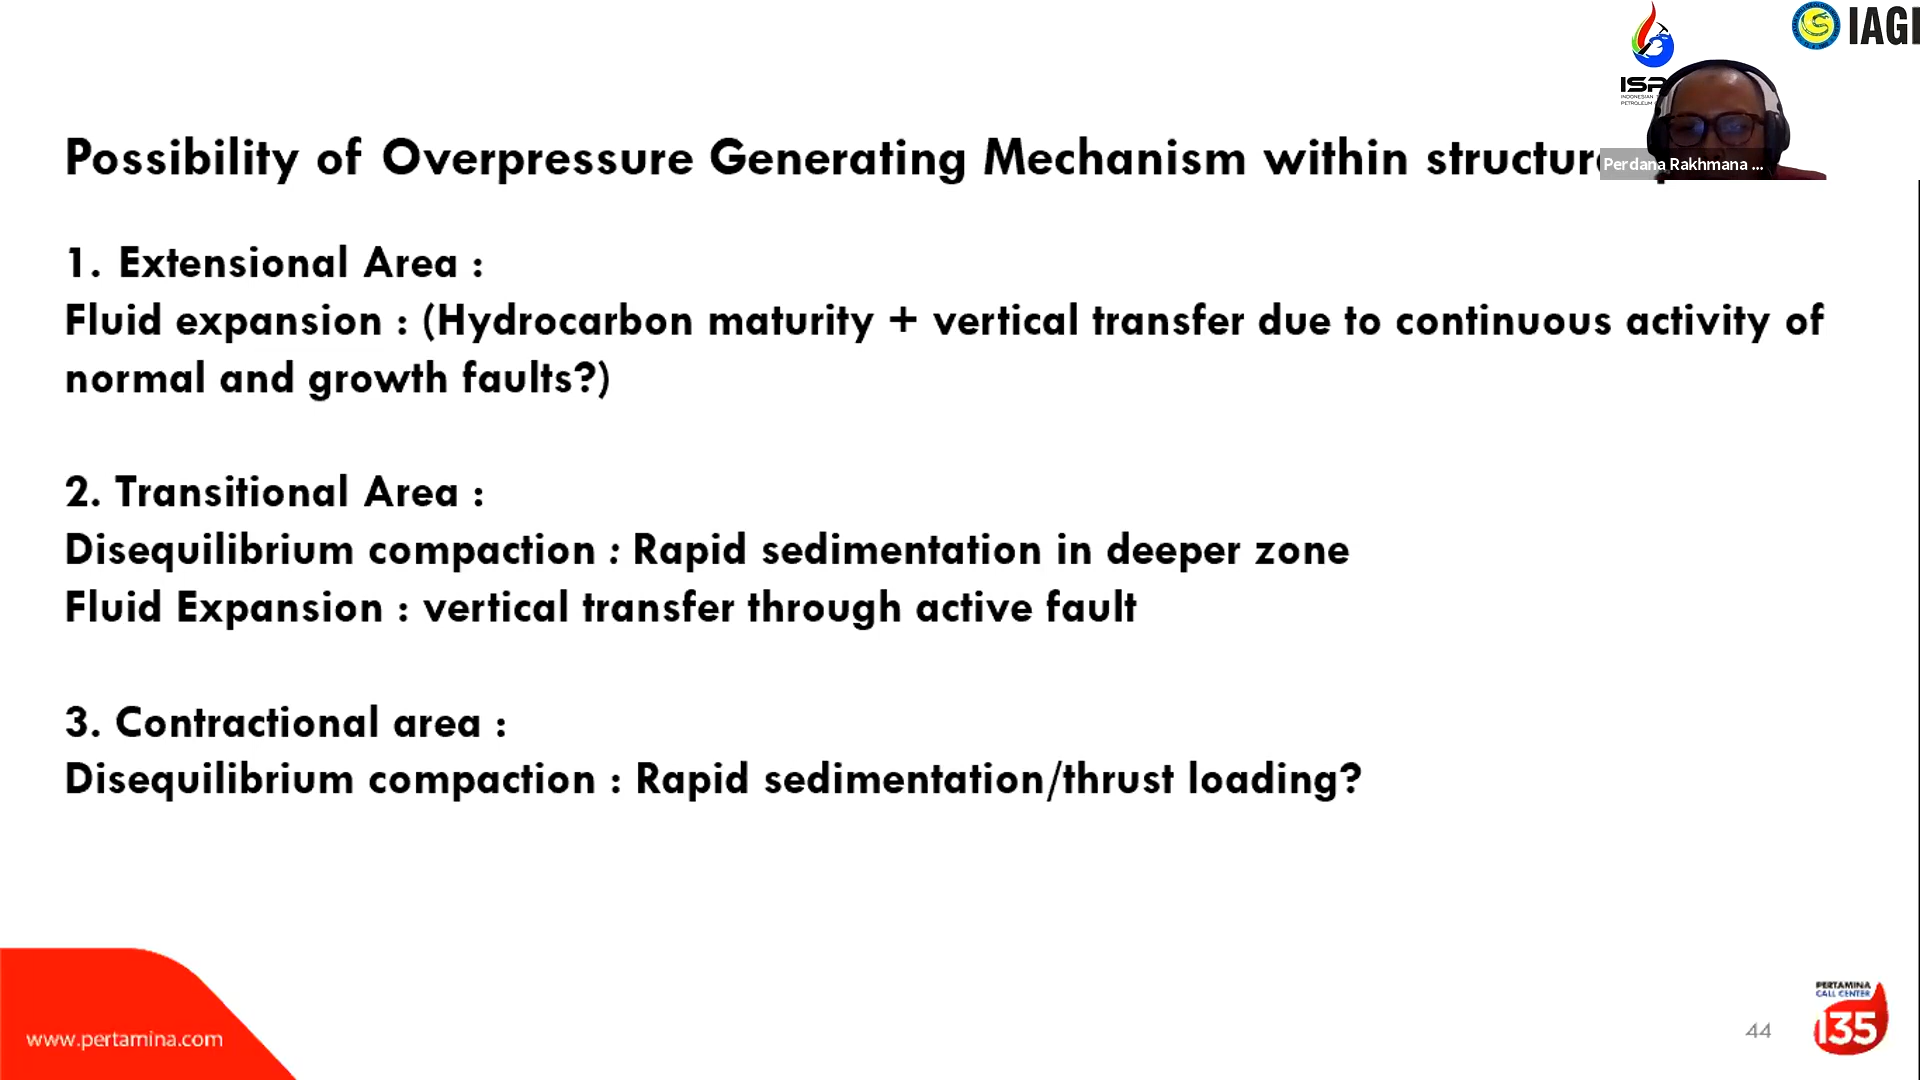 IAGI
ISP
INDONESIAN
PETROLEUM
Possibility of Overpressure Generating Mechanism within
Perdana Rakhmana ...
1. Extensional Area :
Fluid expansion : (Hydrocarbon maturity + vertical transfer due to continuous activity of
normal and growth faults?)
2. Transitional Area :
Disequilibrium compaction : Rapid sedimentation in deeper zone
Fluid Expansion : vertical transfer through active fault
3. Contractional area :
Disequilibrium compaction : Rapid sedimentation/thrust loading?
PERTAMINA
CALL CENTER
135
44
www.pertamina.com